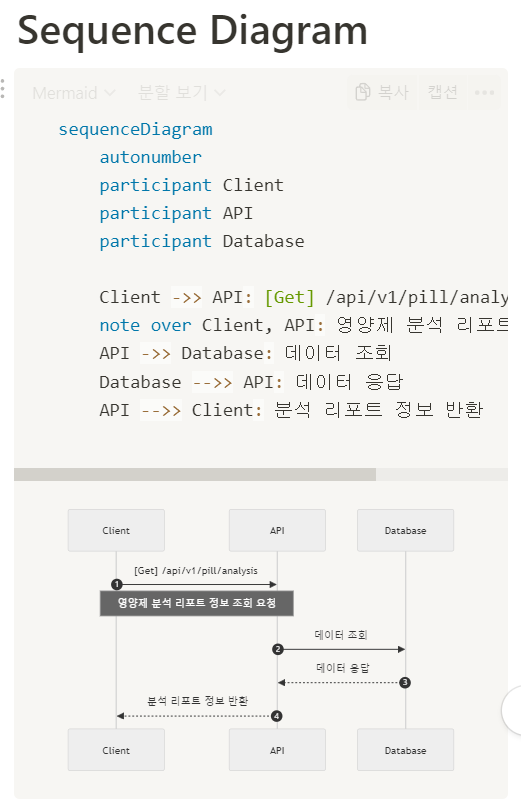 Sequence Diagram
Mermaid 분할 보기 복사 캡션
sequenceDiagram
autonumber
participant Client
participant API
participant Database
Client ->> API: [Get] /api/v1/pill/analy
note over Client, API: 영양제 분석 리포트
API ->> Database: 데이터 조회
Database -->> API: 데이터 응답
API -->> Client: 분석 리포트 정보 반환
Client API Database
[Get] /api/v1/pill/analysis
1
영양제 분석 리포트 정보 조회 요청
데이터 조회
2
데이터 응답
3
분석 리포트 정보 반환
4
Client API Database